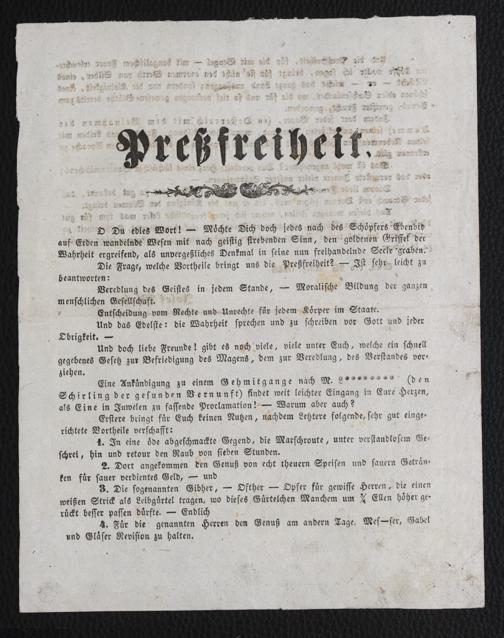 Preßfreiheit.
O Du edles Wort! — Möchte Dich doch jedes nach des Schöpfers Ebenbild
auf Erden wandelnde Wesen mit nach geistig strebenden Sinn, den goldenen Griffel der
Wahrheit ergreifend, als unvergeßliches Denkmal in seine nun freihandelnde Seele graben.
Die Frage, welche Vortheile bringt uns die Preßfreiheit? — Ist sehr leicht zu
beantworten:
Veredlung des Geistes in jedem Stande, — Moralische Bildung der ganzen
menschlichen Gesellschaft.
Entscheidung vom Rechte und Unrechte für jedem Körper im Staate.
Und das Edelste: die Wahrheit sprechen und zu schreiben vor Gott und jeder
Obrigkeit. —
Und doch liebe Freunde! gibt es noch viele, viele unter Euch, welche ein schnell
gegebenes Gesetz zur Befriedigung des Magens, dem zur Veredlung, des Verstandes vor-
ziehen.
Eine Ankündigung zu einem Gehmitgange nach M. L******** (den
Schirling der gesunden Vernunft) findet weit leichter Eingang in Eure Herzen,
als Eine in Juwelen zu fassende Proclamation! — Warum aber auch?
Erstere bringt für Euch keinen Nutzen, nachdem Letztere folgende, sehr gut einge-
richtete Vortheile verschafft:
1. In eine öde abgeschmackte Gegend, die Marschroute, unter verstandlosem Ge-
schrei, hin und retour den Raub von sieben Stunden.
2. Dort angekommen den Genuß von echt theuern Speisen und sauern Geträn-
ken für sauer verdientes Geld, — und
3. Die sogenannten Gibher, — Ofther — Opfer für gewisse Herren, die einen
weißen Strick als Leibgürtel tragen, wo dieses Gürtelchen Manchem um ¾ Ellen höher ge-
rückt besser passen dürfte. — Endlich
4. Für die genannten Herren den Genuß am andern Tage. Mes—ser, Gabel
und Gläser Revision zu halten.